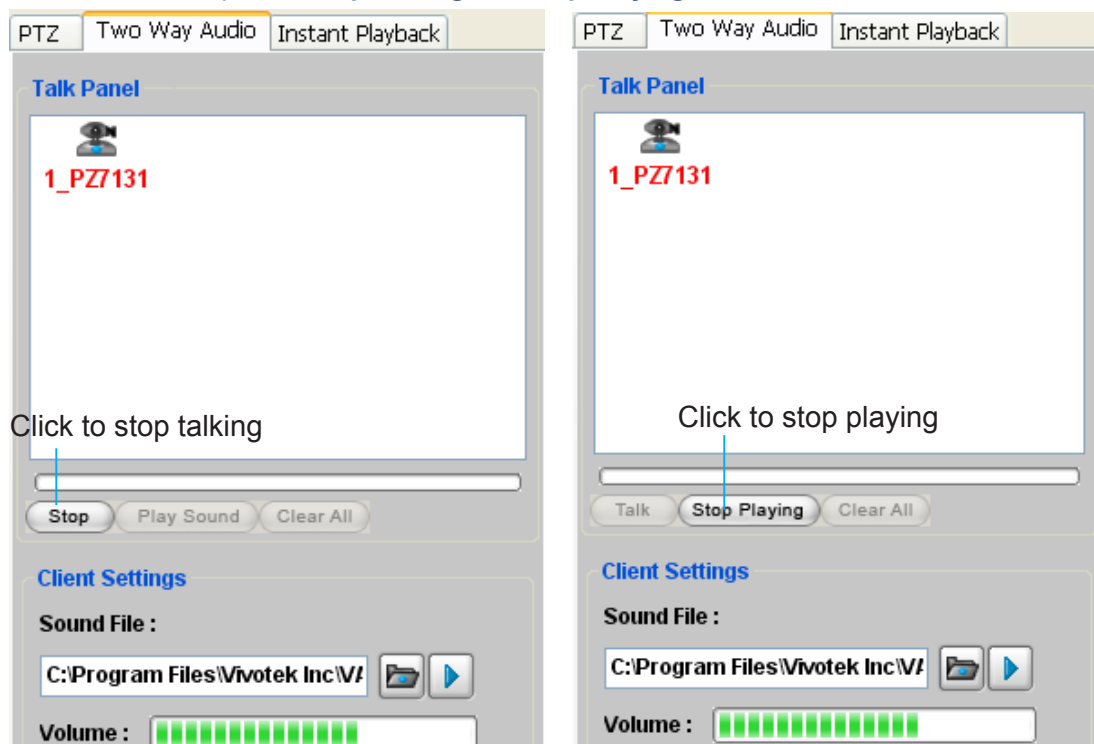 PTZ Two Way Audio Instant Playback
Talk Panel
1_PZ7131
Click to stop talking
Stop Play Sound Clear All
Client Settings
Sound File :
C:\Program Files\Vivotek Inc\VA
Volume :
PTZ Two Way Audio Instant Playback
Talk Panel
1_PZ7131
Click to stop playing
Talk Stop Playing Clear All
Client Settings
Sound File :
C:\Program Files\Vivotek Inc\VA
Volume :